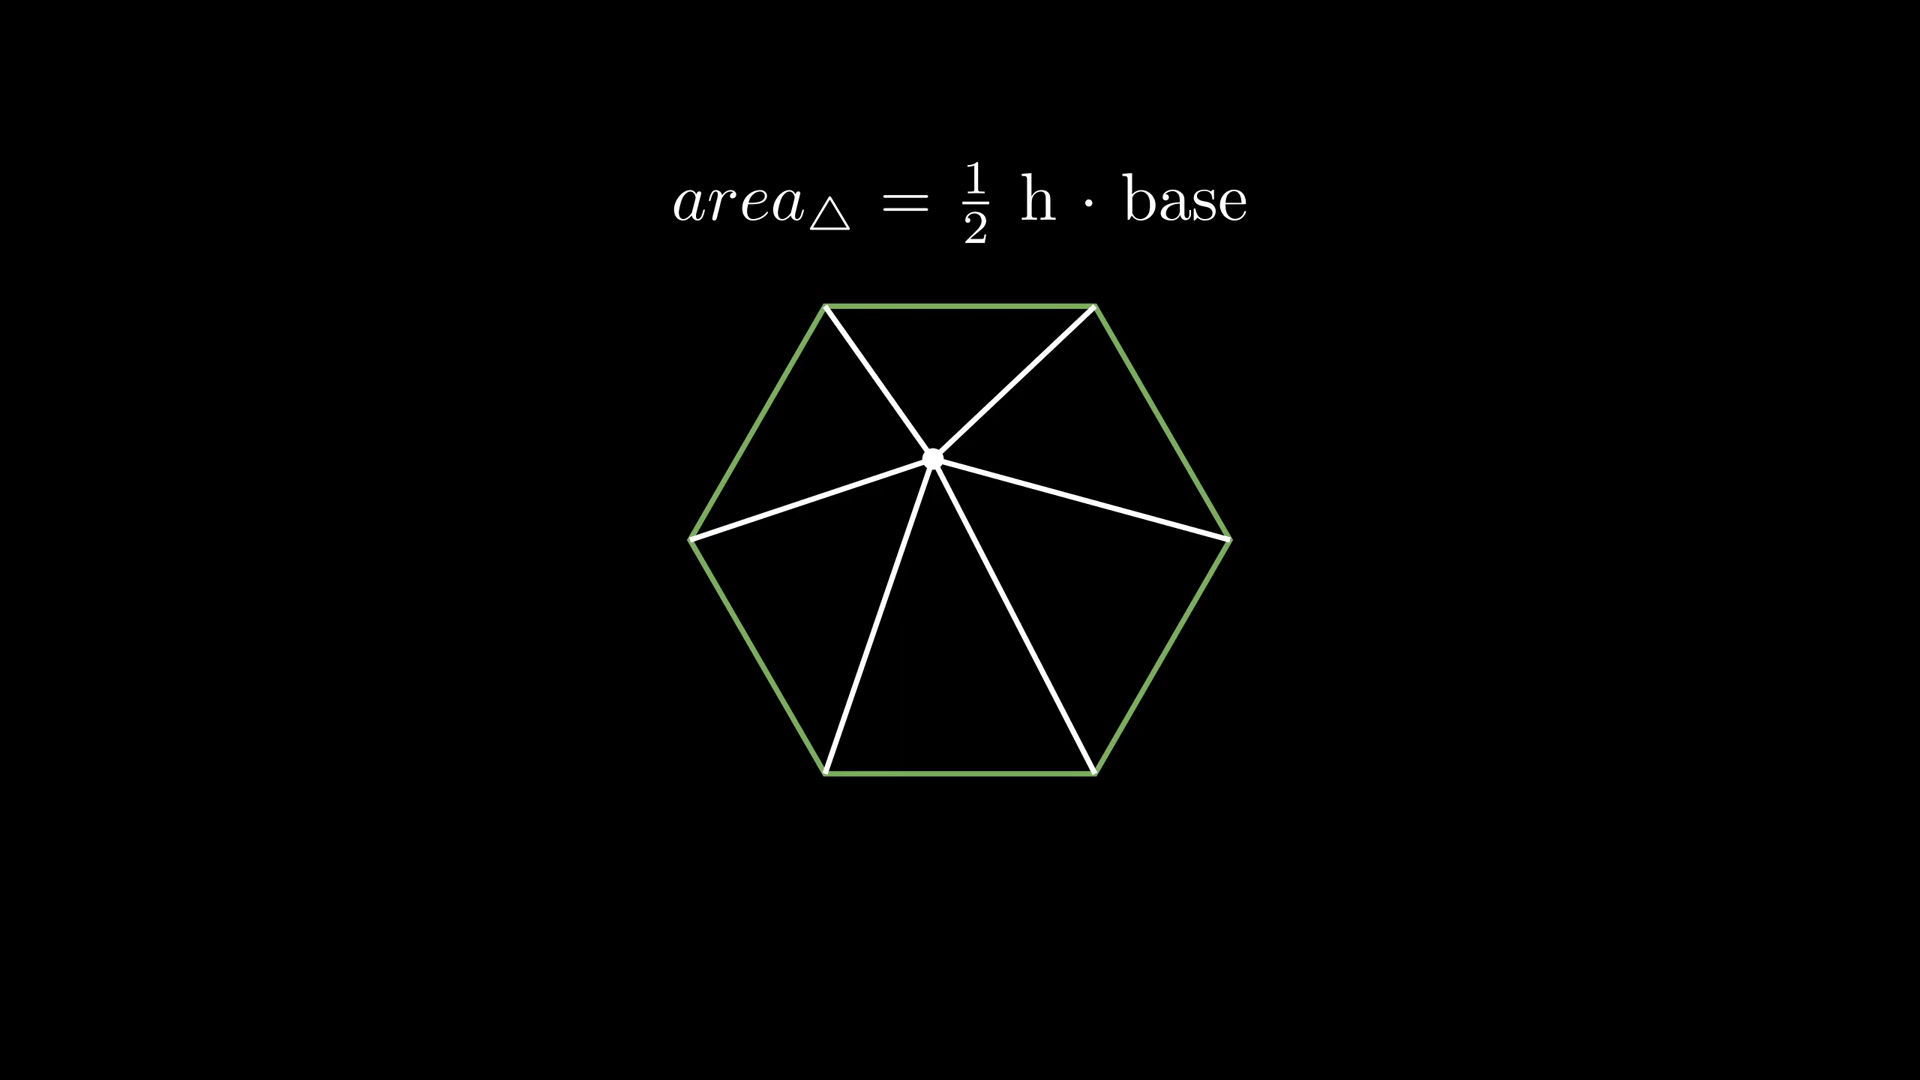 area△ = 1/2 h · base